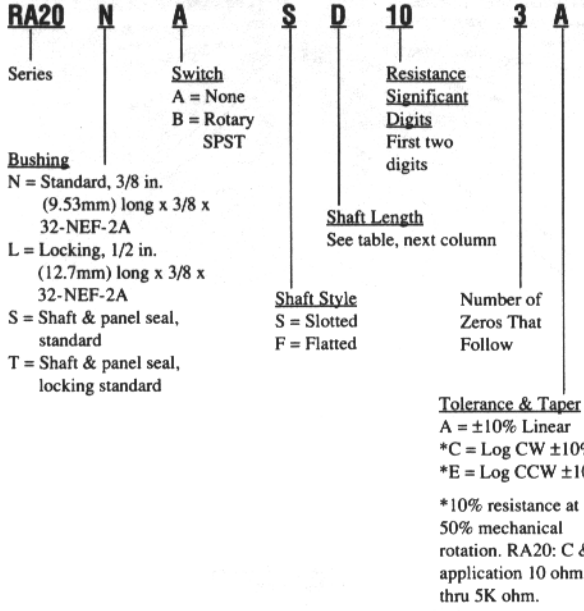 RA20 N A S D 10 3 A
Series
Switch
A = None
B = Rotary
SPST
Resistance
Significant
Digits
First two
digits
Bushing
N = Standard, 3/8 in.
(9.53mm) long x 3/8 x
32-NEF-2A
L = Locking, 1/2 in.
(12.7mm) long x 3/8 x
32-NEF-2A
S = Shaft & panel seal,
standard
T = Shaft & panel seal,
locking standard
Shaft Length
See table, next column
Shaft Style
S = Slotted
F = Flatted
Number of
Zeros That
Follow
Tolerance & Taper
A = ±10% Linear
*C = Log CW ±10%
*E = Log CCW ±10
*10% resistance at
50% mechanical
rotation. RA20: C &
application 10 ohm
thru 5K ohm.